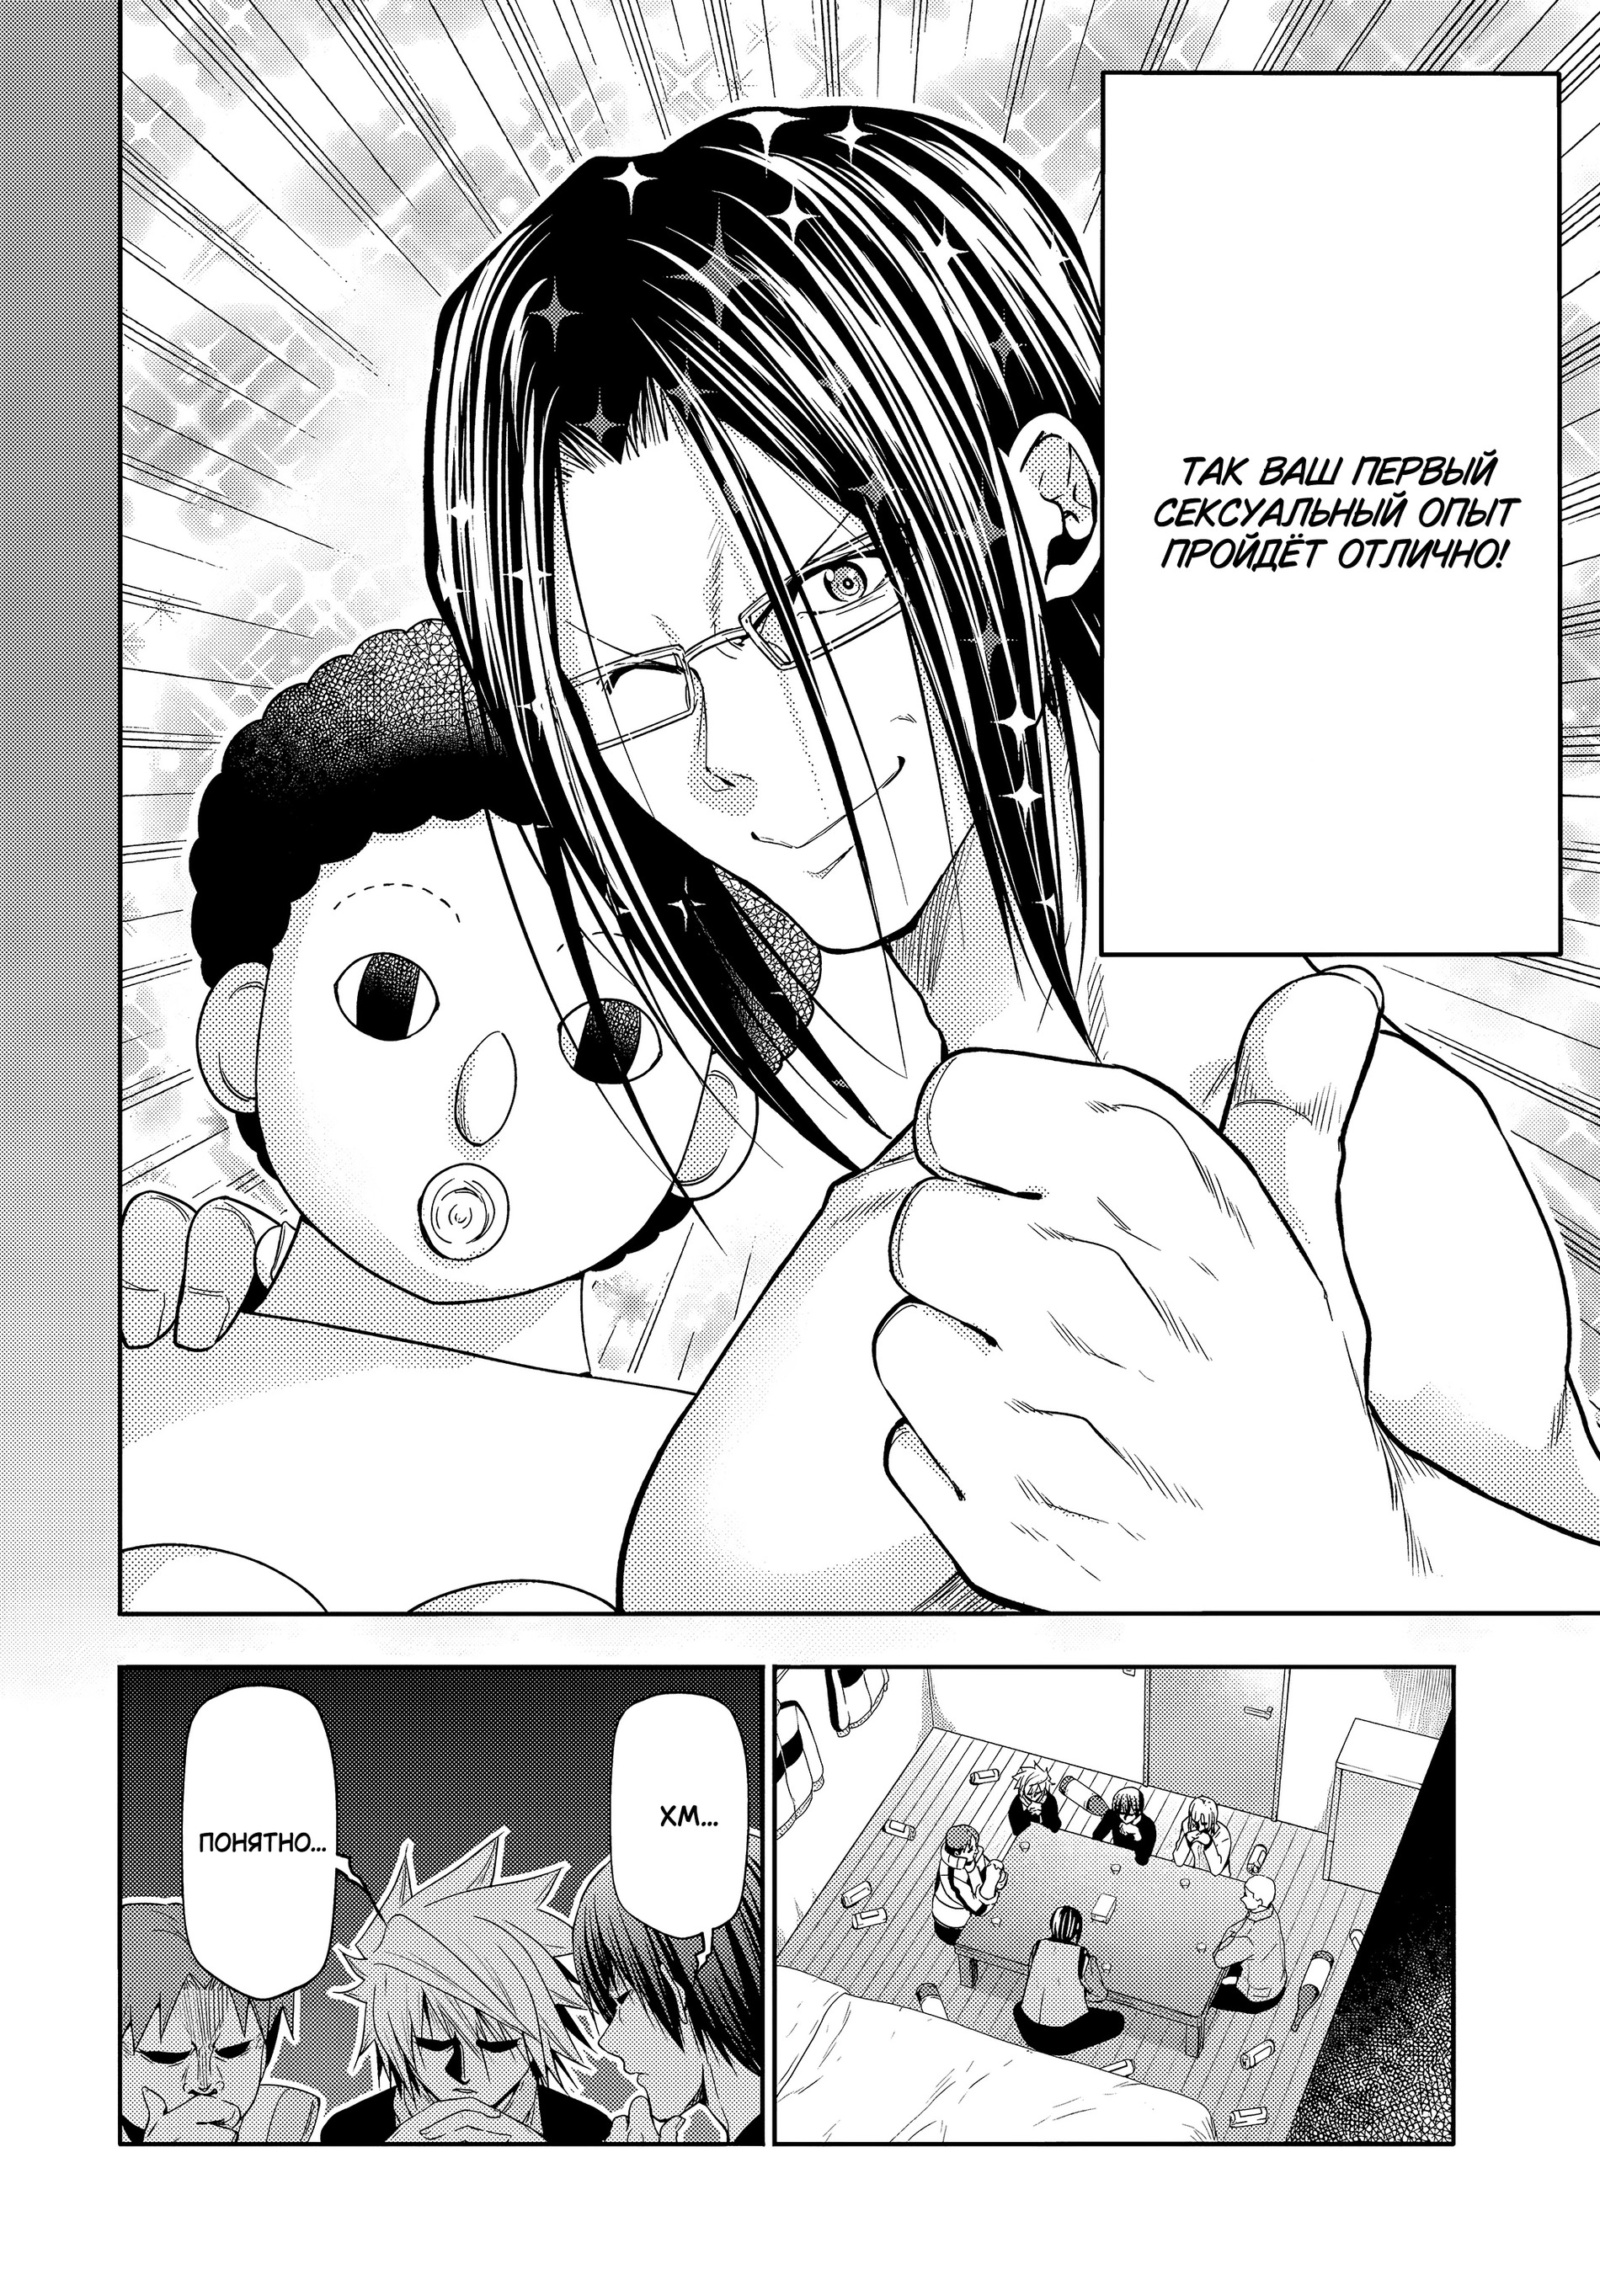 ТАК ВАШ ПЕРВЫЙ
СЕКСУАЛЬНЫЙ ОПЫТ
ПРОЙДЁТ ОТЛИЧНО!
ХМ...
ПОНЯТНО...